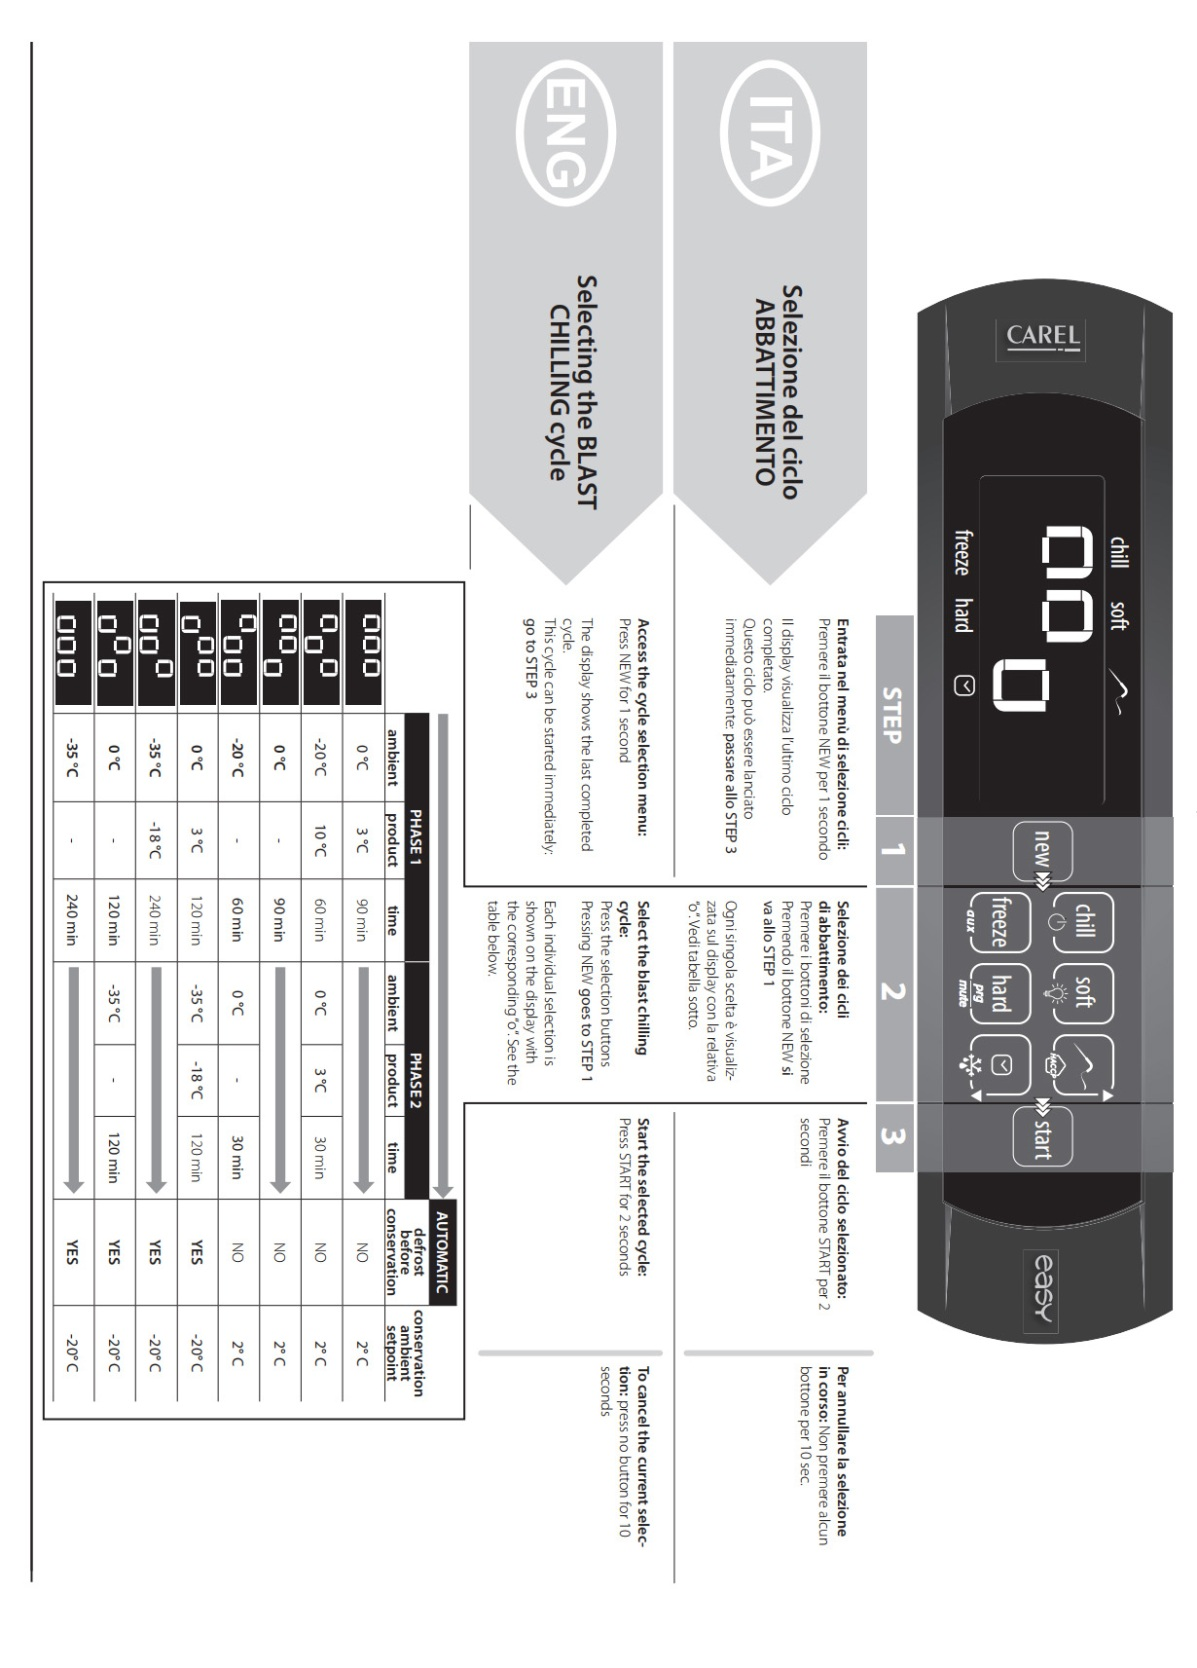 CAREL
chill soft
freeze hard
new
chill
soft
HACCP
freeze
aux
hard
prg
mute
start
easy
STEP 1 2 3
ITA
Selezione del ciclo
ABBATTIMENTO
Entrata nel menù di selezione cicli:
Premere il bottone NEW per 1 secondo
Il display visualizza l'ultimo ciclo
completato.
Questo ciclo può essere lanciato
immediatamente: passare allo STEP 3
Selezione dei cicli
di abbattimento:
Premere i bottoni di selezione
Premendo il bottone NEW si
va allo STEP 1
Ogni singola scelta è visualiz-
zata sul display con la relativa
"o". Vedi tabella sotto.
Avvio del ciclo selezionato:
Premere il bottone START per 2
secondi
Per annullare la selezione
in corso: Non premere alcun
bottone per 10 sec.
ENG
Selecting the BLAST
CHILLING cycle
Access the cycle selection menu:
Press NEW for 1 second
The display shows the last completed
cycle.
This cycle can be started immediately:
go to STEP 3
Select the blast chilling
cycle:
Press the selection buttons
Pressing NEW goes to STEP 1
Each individual selection is
shown on the display with
the corresponding "o". See the
table below.
Start the selected cycle:
Press START for 2 seconds
To cancel the current selec-
tion: press no button for 10
seconds
AUTOMATIC
PHASE 1 PHASE 2
ambient product time ambient product time
defrost
before
conservation
conservation
ambient
setpoint
0 °C 3 °C 90 min NO 2° C
-20 °C 10 °C 60 min 0 °C 3 °C 30 min NO 2° C
0 °C - 90 min NO 2° C
-20 °C - 60 min 0 °C - 30 min NO 2° C
0 °C 3 °C 120 min -35 °C -18 °C 120 min YES -20° C
-35 °C -18 °C 240 min YES -20° C
0 °C - 120 min -35 °C - 120 min YES -20° C
-35 °C - 240 min YES -20° C